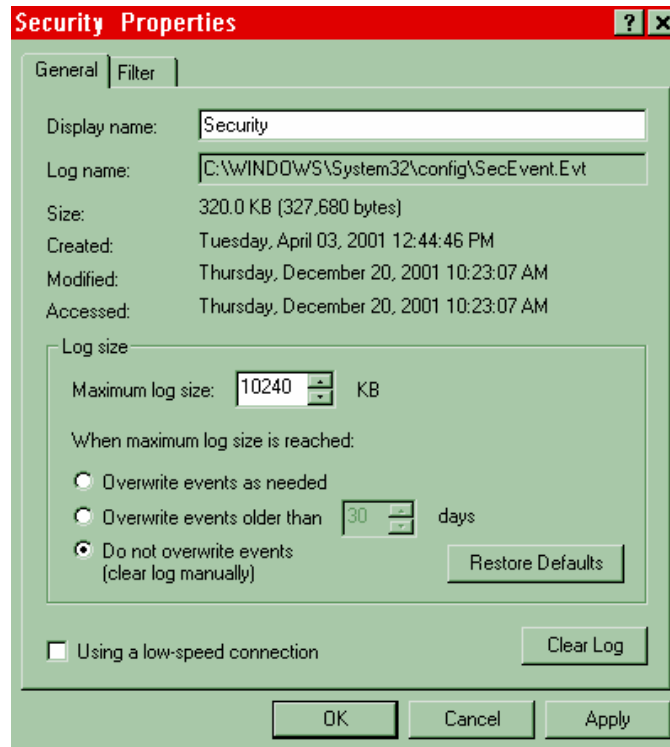 Security Properties
General Filter
Display name: Security
Log name: C:\WINDOWS\System32\config\SecEvent.Evt
Size: 320.0 KB (327,680 bytes)
Created: Tuesday, April 03, 2001 12:44:46 PM
Modified: Thursday, December 20, 2001 10:23:07 AM
Accessed: Thursday, December 20, 2001 10:23:07 AM
Log size
Maximum log size: 10240 KB
When maximum log size is reached:
Overwrite events as needed
Overwrite events older than 30 days
Do not overwrite events
(clear log manually)
Restore Defaults
Using a low-speed connection
Clear Log
OK Cancel Apply